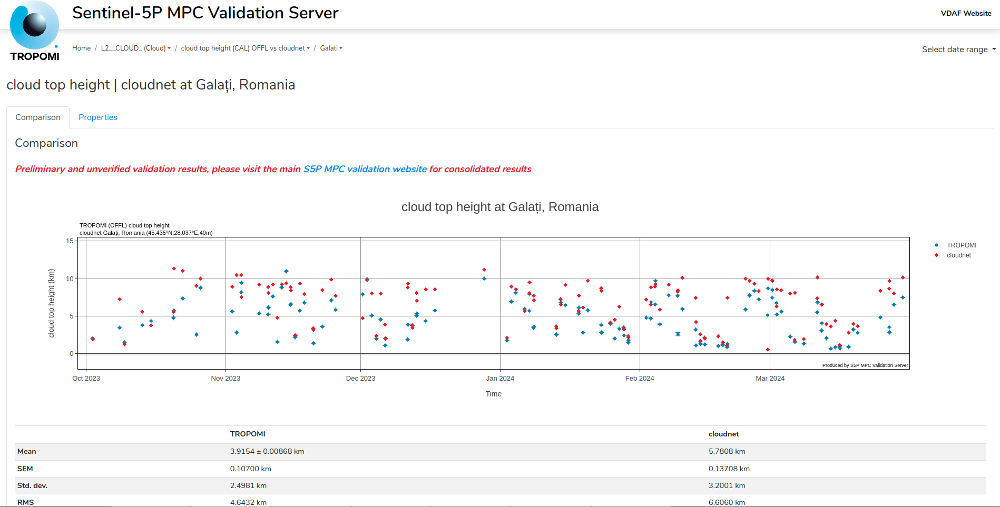 Sentinel-5P MPC Validation Server
VDAF Website
TROPOMI
Home / L2__CLOUD_ (Cloud) / cloud top height (CAL) OFFL vs cloudnet / Galati
Select date range
cloud top height | cloudnet at Galați, Romania
Comparison
Properties
Comparison
Preliminary and unverified validation results, please visit the main S5P MPC validation website for consolidated results
cloud top height at Galați, Romania
TROPOMI (OFFL) cloud top height
cloudnet Galați, Romania (45.435°N,28.037°E,40m)
15
10
5
0
cloud top height (km)
TROPOMI
cloudnet
Produced by S5P MPC Validation Server
Oct 2023
Nov 2023
Dec 2023
Jan 2024
Feb 2024
Mar 2024
Time
TROPOMI cloudnet
Mean 3.9154 ± 0.00868 km 5.7808 km
SEM 0.10700 km 0.13708 km
Std. dev. 2.4981 km 3.2001 km
RMS 4.6432 km 6.6060 km